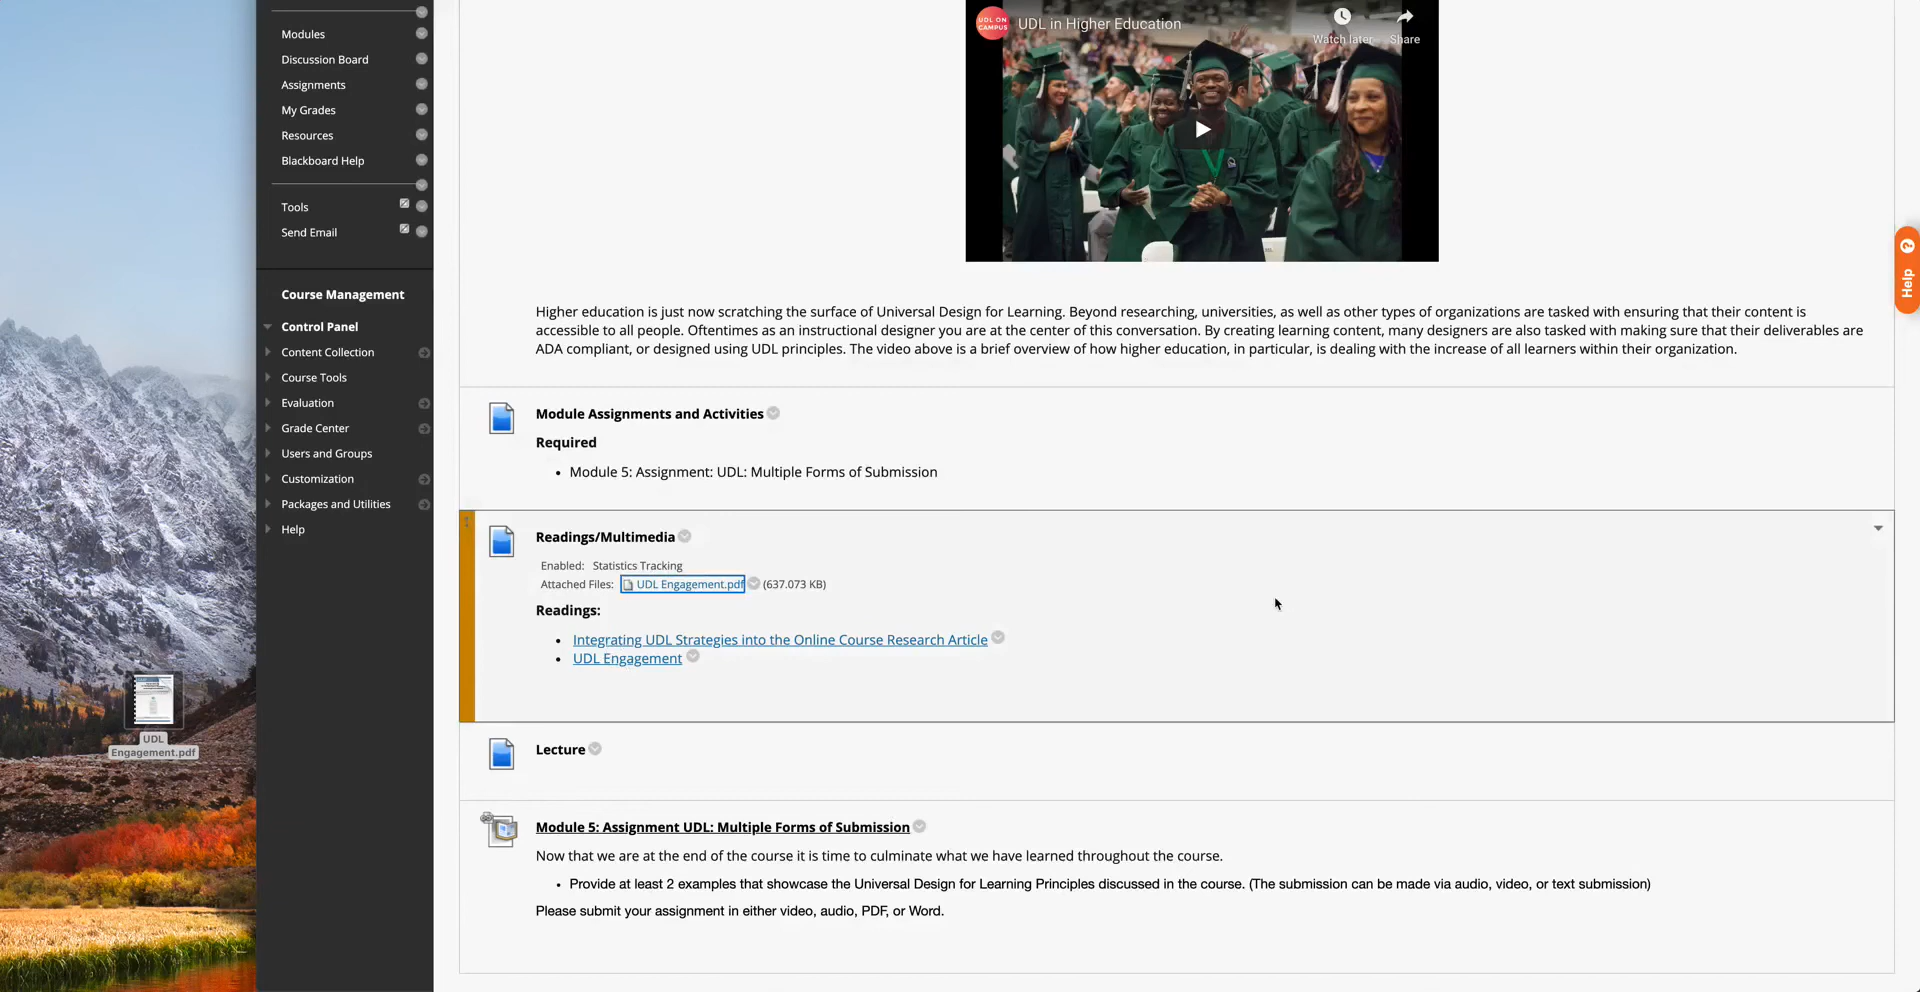 Modules
Discussion Board
Assignments
My Grades
Resources
Blackboard Help
Tools
Send Email
Course Management
Control Panel
Content Collection
Course Tools
Evaluation
Grade Center
Users and Groups
Customization
Packages and Utilities
Help
UDL
Engagement.pdf
UDL ON
CAMPUS
UDL in Higher Education
Watch later
Share
Higher education is just now scratching the surface of Universal Design for Learning. Beyond researching, universities, as well as other types of organizations are tasked with ensuring that their content is
accessible to all people. Oftentimes as an instructional designer you are at the center of this conversation. By creating learning content, many designers are also tasked with making sure that their deliverables are
ADA compliant, or designed using UDL principles. The video above is a brief overview of how higher education, in particular, is dealing with the increase of all learners within their organization.
Module Assignments and Activities
Required
• Module 5: Assignment: UDL: Multiple Forms of Submission
Readings/Multimedia
Enabled: Statistics Tracking
Attached Files: UDL Engagement.pdf (637.073 KB)
Readings:
• Integrating UDL Strategies into the Online Course Research Article
• UDL Engagement
Lecture
Module 5: Assignment UDL: Multiple Forms of Submission
Now that we are at the end of the course it is time to culminate what we have learned throughout the course.
• Provide at least 2 examples that showcase the Universal Design for Learning Principles discussed in the course. (The submission can be made via audio, video, or text submission)
Please submit your assignment in either video, audio, PDF, or Word.
Help ?